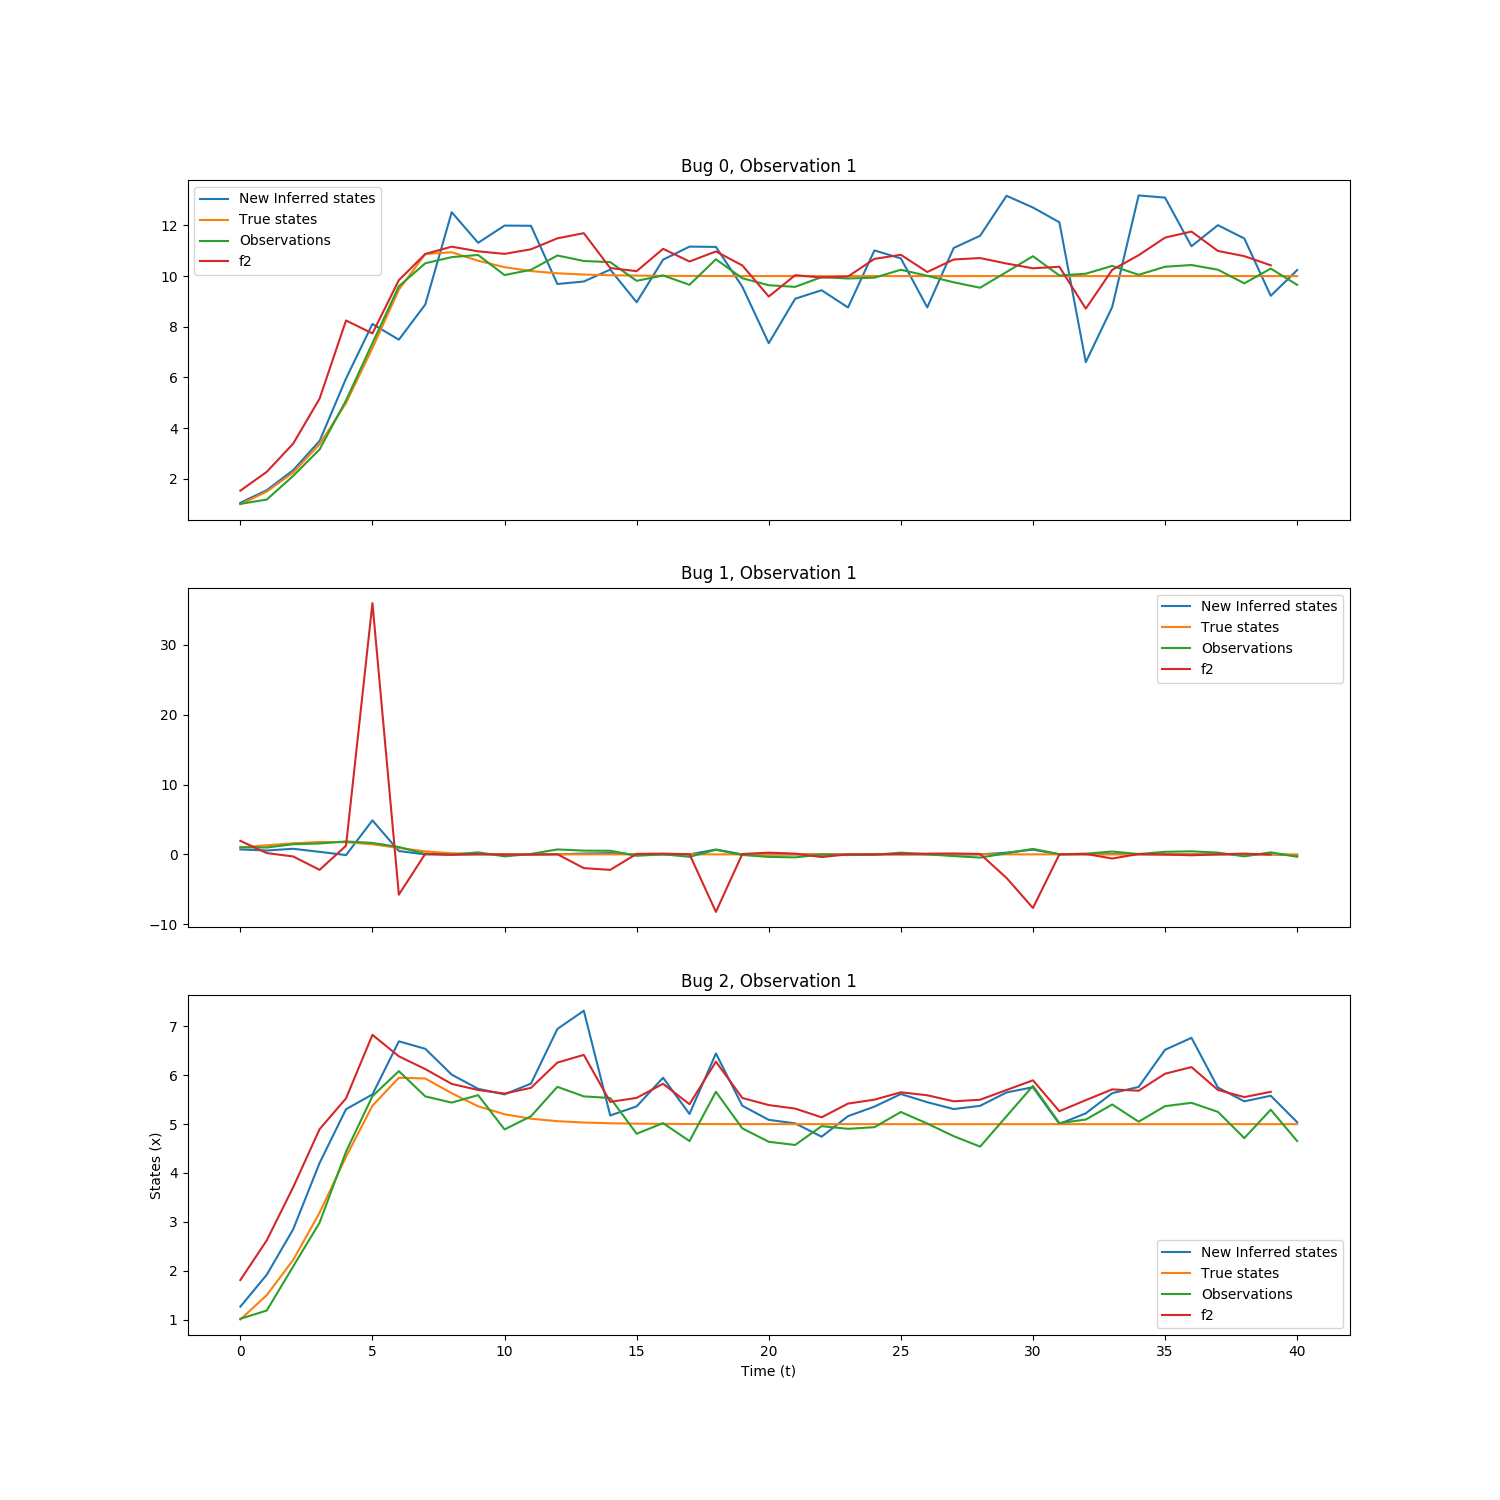 Bug 0, Observation 1
New Inferred states
True states
Observations
f2
12
10
8
6
4
2
Bug 1, Observation 1
New Inferred states
True states
Observations
f2
30
20
10
0
−10
Bug 2, Observation 1
7
6
5
4
3
2
1
States (x)
New Inferred states
True states
Observations
f2
0 5 10 15 20 25 30 35 40
Time (t)